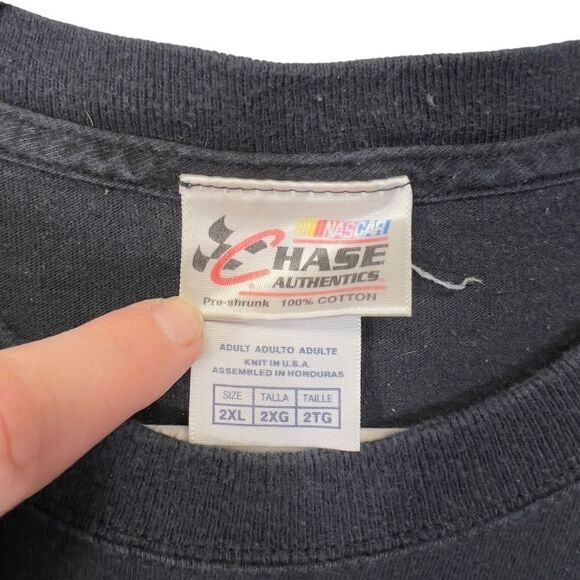 NASCAR
CHASE
AUTHENTICS
Pro-shrunk 100% COTTON
ADULT ADULTO ADULTE
KNIT IN U.S.A.
ASSEMBLED IN HONDURAS
SIZE TALLA TAILLE
2XL 2XG 2TG